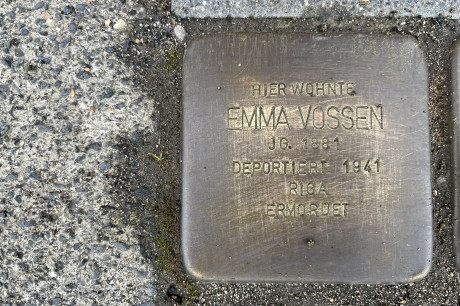 HIER WOHNTE
EMMA VOSSEN
JG. 1881
DEPORTIERT 1941
RIGA
ERMORDET